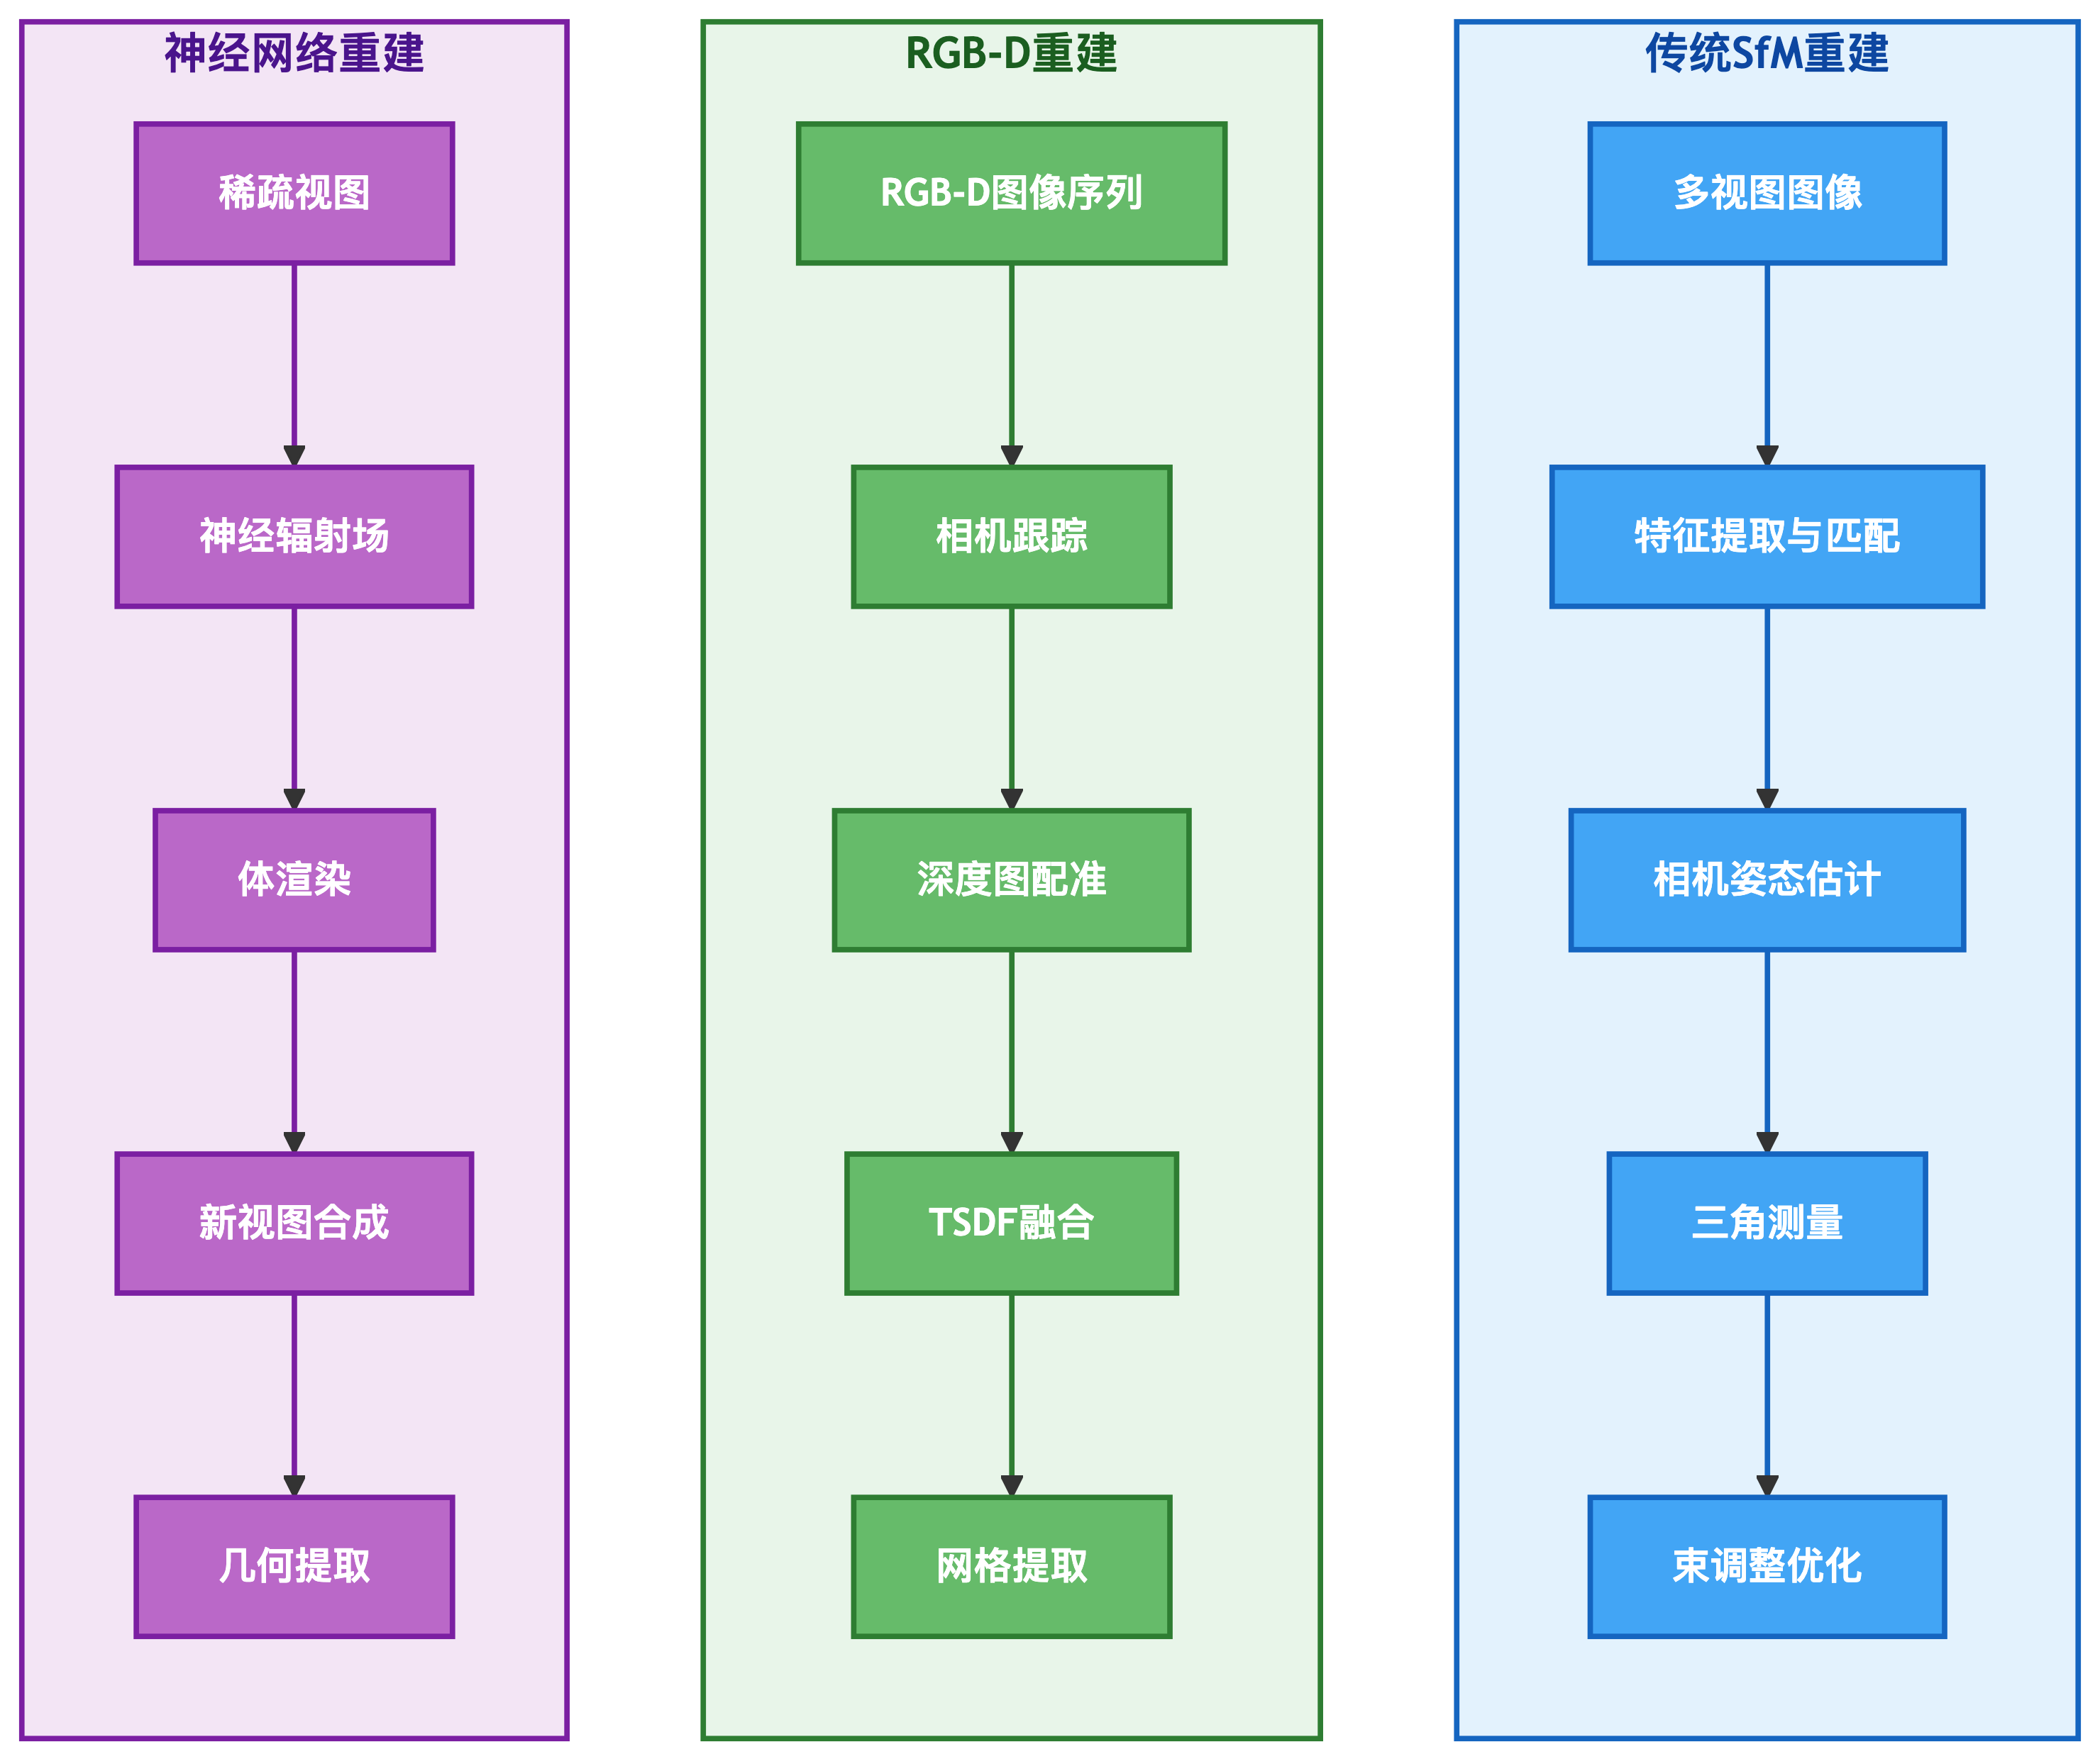 神经网络重建
稀疏视图
神经辐射场
体渲染
新视图合成
几何提取
RGB-D重建
RGB-D图像序列
相机跟踪
深度图配准
TSDF融合
网格提取
传统SfM重建
多视图图像
特征提取与匹配
相机姿态估计
三角测量
束调整优化